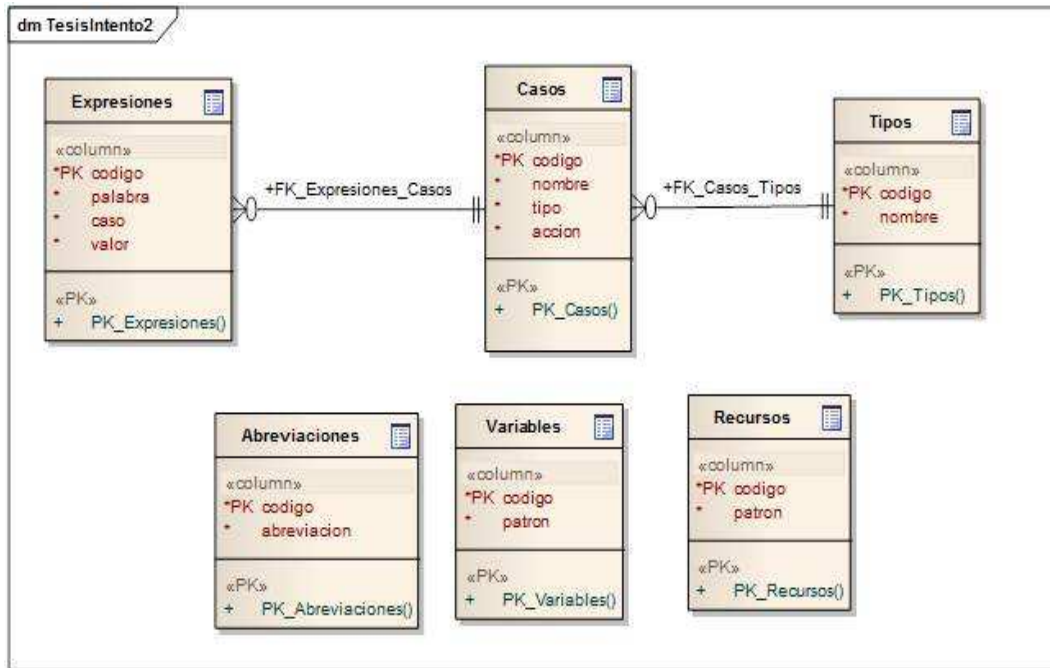 dm TesisIntento2
Expresiones
«column»
*PK codigo
* palabra
* caso
* valor
«PK»
+ PK_Expresiones()
+FK_Expresiones_Casos
Casos
«column»
*PK codigo
* nombre
* tipo
* accion
«PK»
+ PK_Casos()
+FK_Casos_Tipos
Tipos
«column»
*PK codigo
* nombre
«PK»
+ PK_Tipos()
Abreviaciones
«column»
*PK codigo
* abreviacion
«PK»
+ PK_Abreviaciones()
Variables
«column»
*PK codigo
* patron
«PK»
+ PK_Variables()
Recursos
«column»
*PK codigo
* patron
«PK»
+ PK_Recursos()